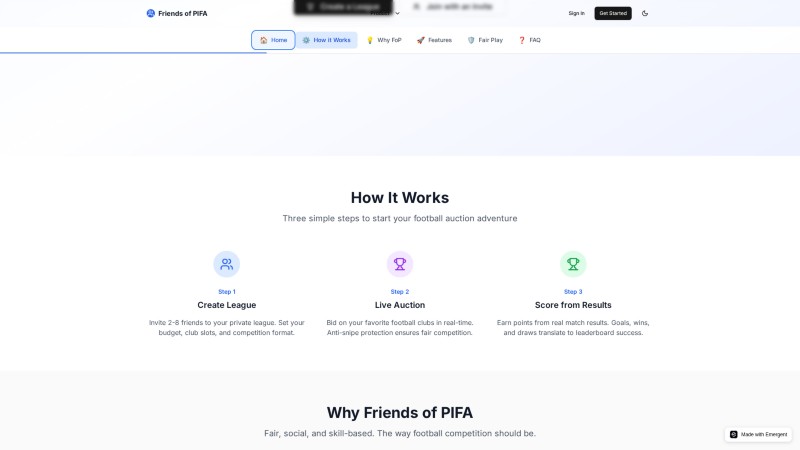 Friends of PIFA
Create a League
Join with an Invite
Sign In
Get Started
🏠 Home
⚙️ How It Works
💡 Why FoP
🚀 Features
🛡️ Fair Play
❓ FAQ
How It Works
Three simple steps to start your football auction adventure
Step 1
Create League
Invite 2-8 friends to your private league. Set your
budget, club slots, and competition format.
Step 2
Live Auction
Bid on your favorite football clubs in real-time.
Anti-snipe protection ensures fair competition.
Step 3
Score from Results
Earn points from real match results. Goals, wins,
and draws translate to leaderboard success.
Why Friends of PIFA
Fair, social, and skill-based. The way football competition should be.
Made with Emergent